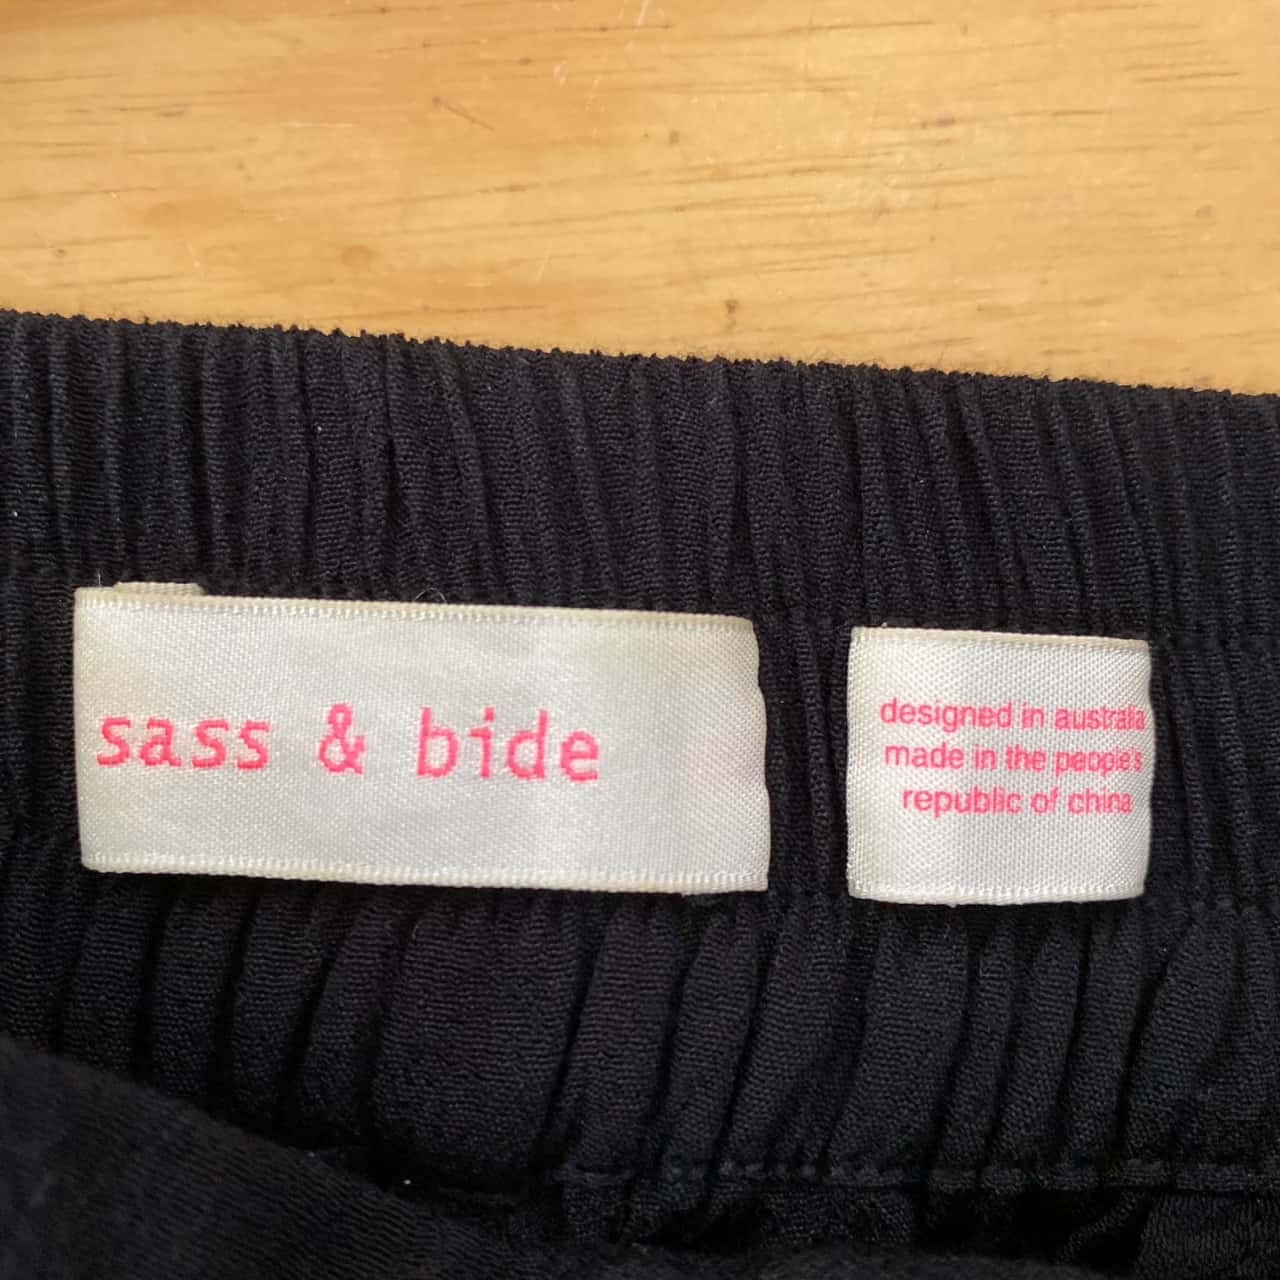 sass & bide
designed in australia
made in the people's
republic of china